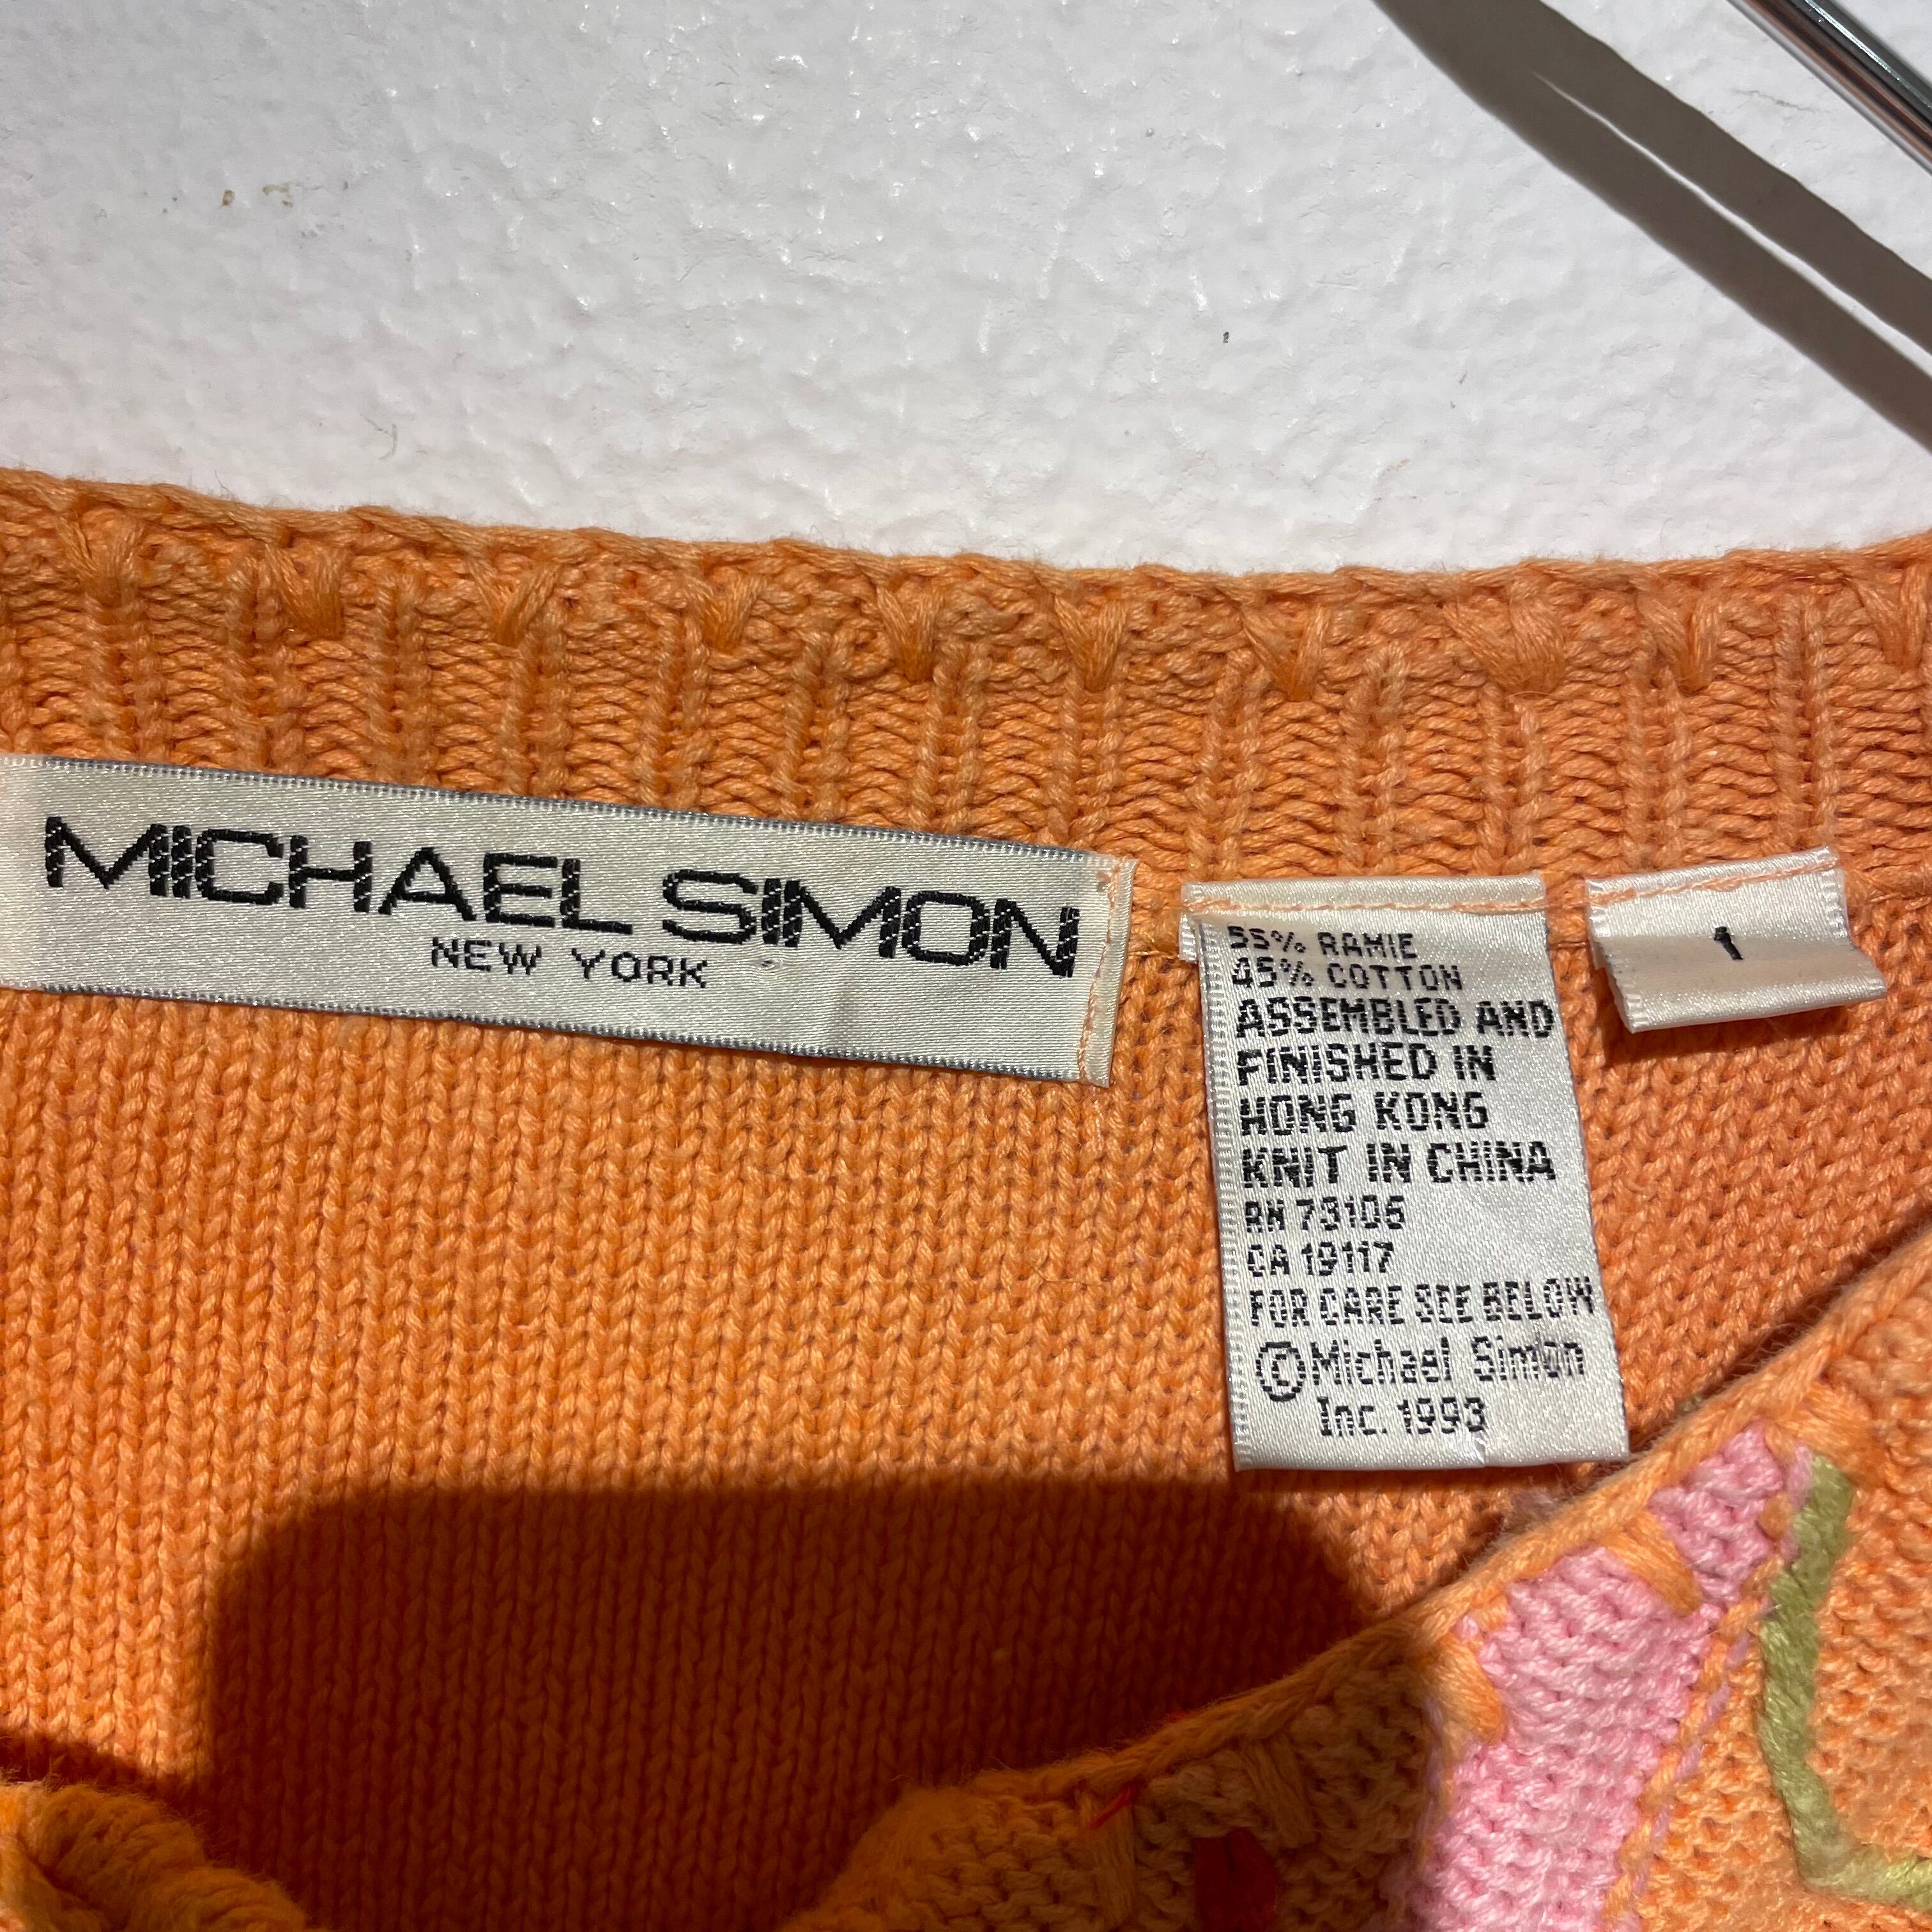 MICHAEL SIMON
NEW YORK
55% RAMIE
45% COTTON
ASSEMBLED AND
FINISHED IN
HONG KONG
KNIT IN CHINA
RN 73106
CA 19117
FOR CARE SEE BELOW
©Michael Simon
Inc. 1993
1